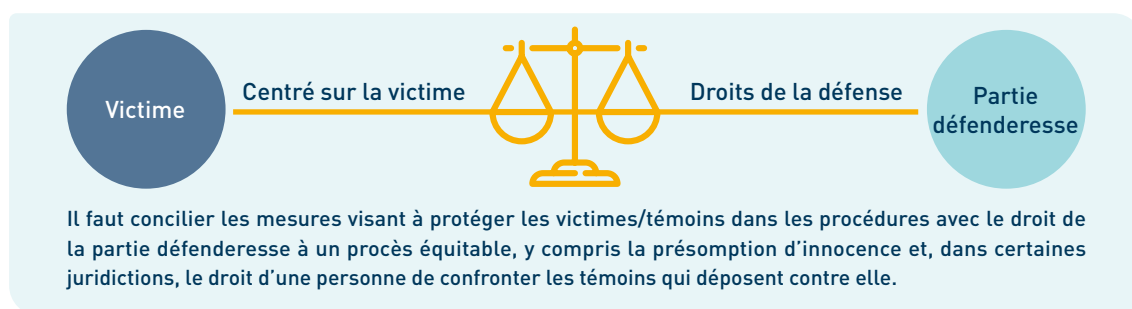 Victime
Centré sur la victime
Droits de la défense
Partie
défenderesse
Il faut concilier les mesures visant à protéger les victimes/témoins dans les procédures avec le droit de
la partie défenderesse à un procès équitable, y compris la présomption d’innocence et, dans certaines
juridictions, le droit d’une personne de confronter les témoins qui déposent contre elle.